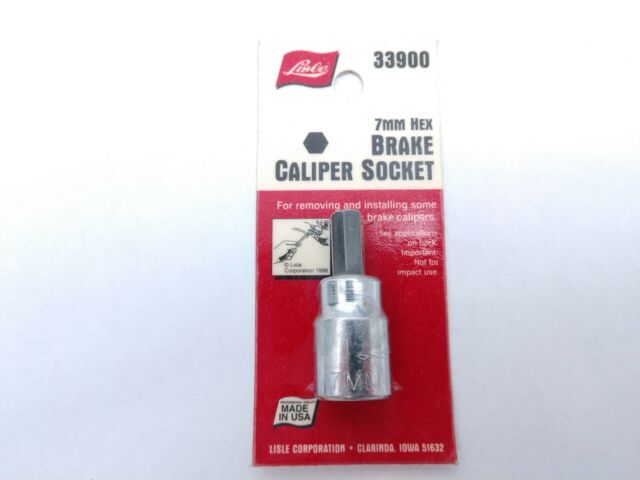 Lisle
33900
7MM HEX
BRAKE
CALIPER SOCKET
For removing and installing some
brake calipers.
See applications
on back.
Important:
Not for
impact use.
© Lisle
Corporation 1996
7MM
MADE
IN USA
LISLE CORPORATION • CLARINDA, IOWA 51632